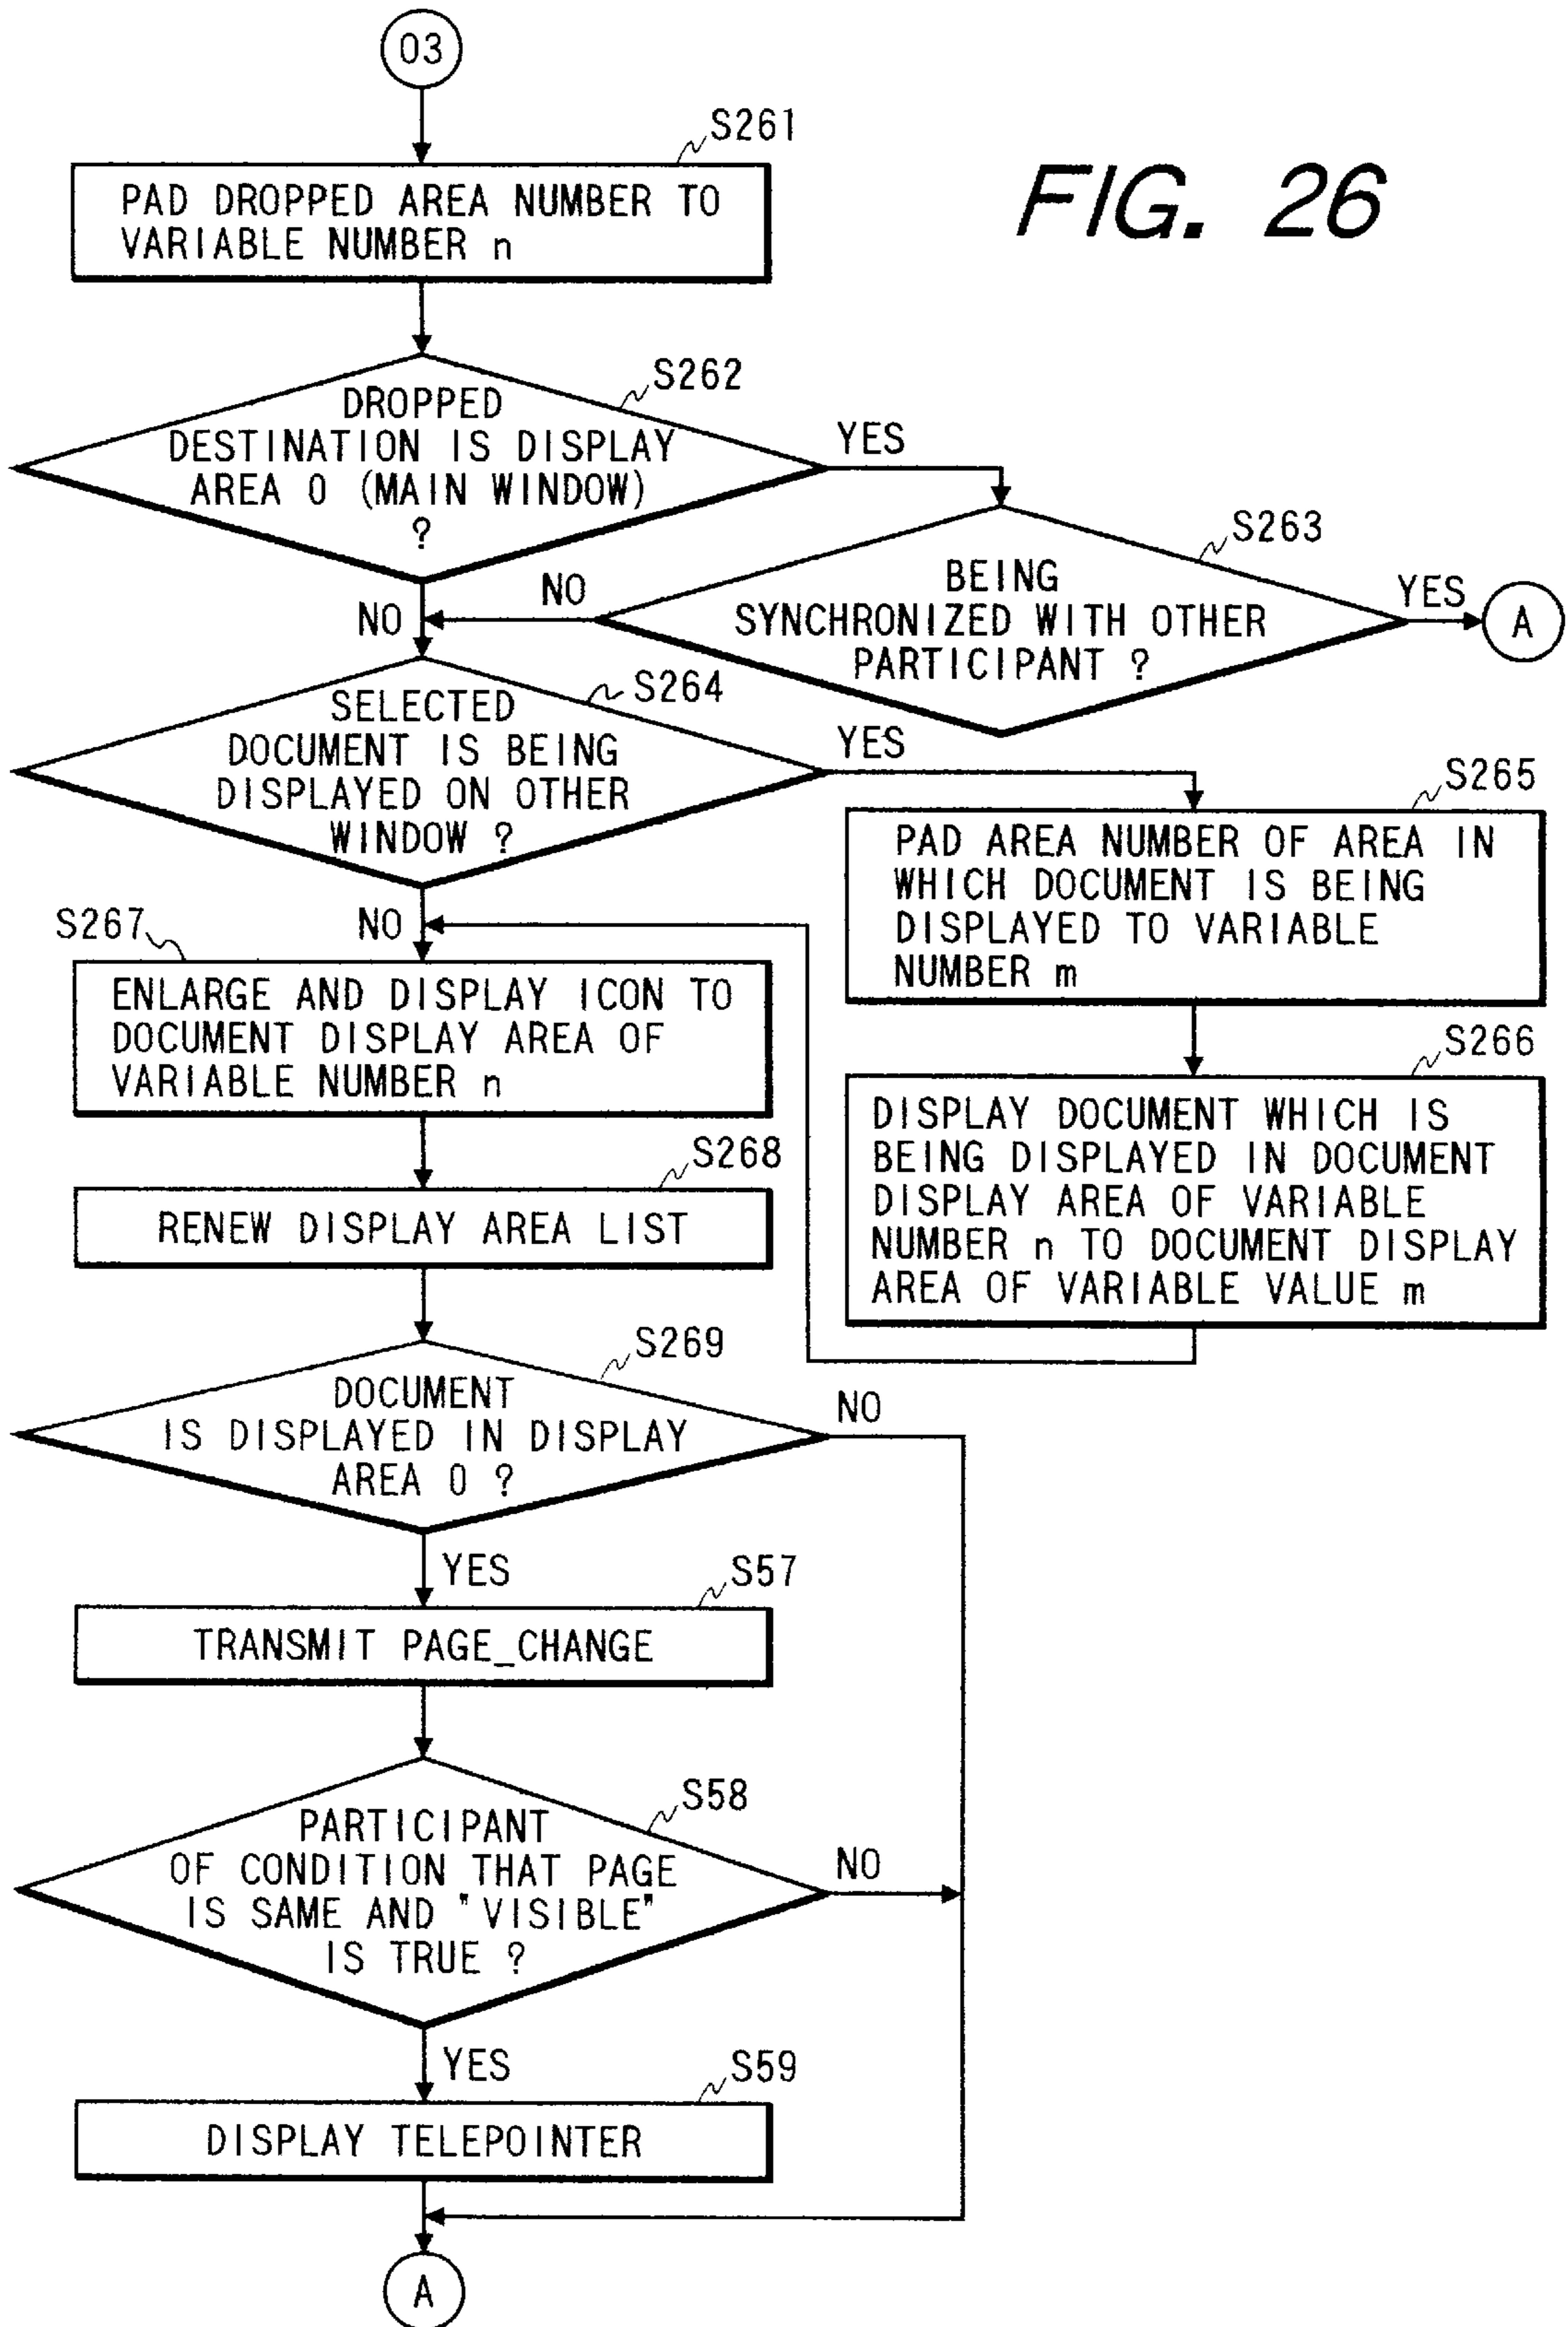 03
S261
PAD DROPPED AREA NUMBER TO
VARIABLE NUMBER n
FIG. 26
S262
DROPPED
DESTINATION IS DISPLAY
AREA 0 (MAIN WINDOW)
?
YES
NO
S263
BEING
SYNCHRONIZED WITH OTHER
PARTICIPANT ?
NO
YES
A
S264
SELECTED
DOCUMENT IS BEING
DISPLAYED ON OTHER
WINDOW ?
YES
NO
S265
PAD AREA NUMBER OF AREA IN
WHICH DOCUMENT IS BEING
DISPLAYED TO VARIABLE
NUMBER m
S266
DISPLAY DOCUMENT WHICH IS
BEING DISPLAYED IN DOCUMENT
DISPLAY AREA OF VARIABLE
NUMBER n TO DOCUMENT DISPLAY
AREA OF VARIABLE VALUE m
S267
ENLARGE AND DISPLAY ICON TO
DOCUMENT DISPLAY AREA OF
VARIABLE NUMBER n
S268
RENEW DISPLAY AREA LIST
S269
DOCUMENT
IS DISPLAYED IN DISPLAY
AREA 0 ?
NO
YES
S57
TRANSMIT PAGE_CHANGE
S58
PARTICIPANT
OF CONDITION THAT PAGE
IS SAME AND "VISIBLE"
IS TRUE ?
NO
YES
S59
DISPLAY TELEPOINTER
A